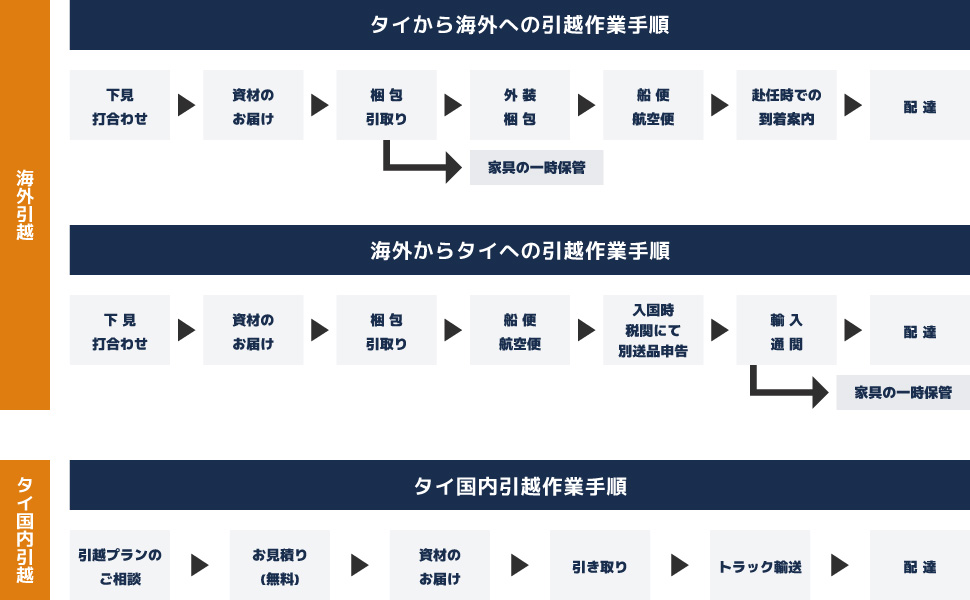 海外引越
タイから海外への引越作業手順
下見
打合わせ
資材の
お届け
梱 包
引取り
外 装
梱 包
船 便
航空便
赴任時での
到着案内
配 達
家具の一時保管
海外からタイへの引越作業手順
下 見
打合わせ
資材の
お届け
梱 包
引取り
船 便
航空便
入国時
税関にて
別送品申告
輸 入
通 関
配 達
家具の一時保管
タイ国内引越
タイ国内引越作業手順
引越プランの
ご相談
お見積り
(無料)
資材の
お届け
引き取り
トラック輸送
配 達